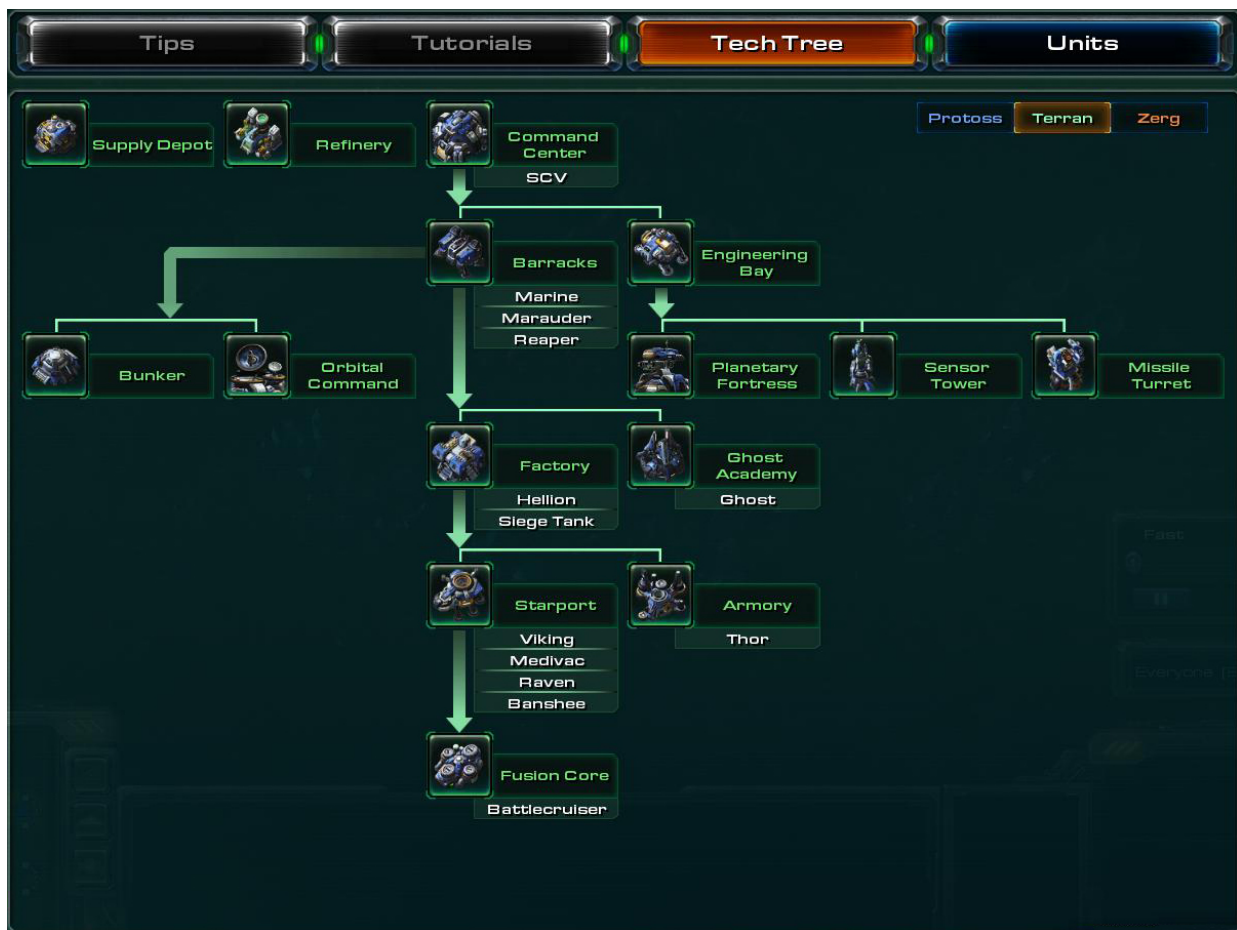 Tips
Tutorials
Tech Tree
Units
Protoss
Terran
Zerg
Supply Depot
Refinery
Command
Center
SCV
Barracks
Marine
Marauder
Reaper
Engineering
Bay
Bunker
Orbital
Command
Planetary
Fortress
Sensor
Tower
Missile
Turret
Factory
Hellion
Siege Tank
Ghost
Academy
Ghost
Fast
Starport
Viking
Medivac
Raven
Banshee
Armory
Thor
Everyone
Fusion Core
Battlecruiser